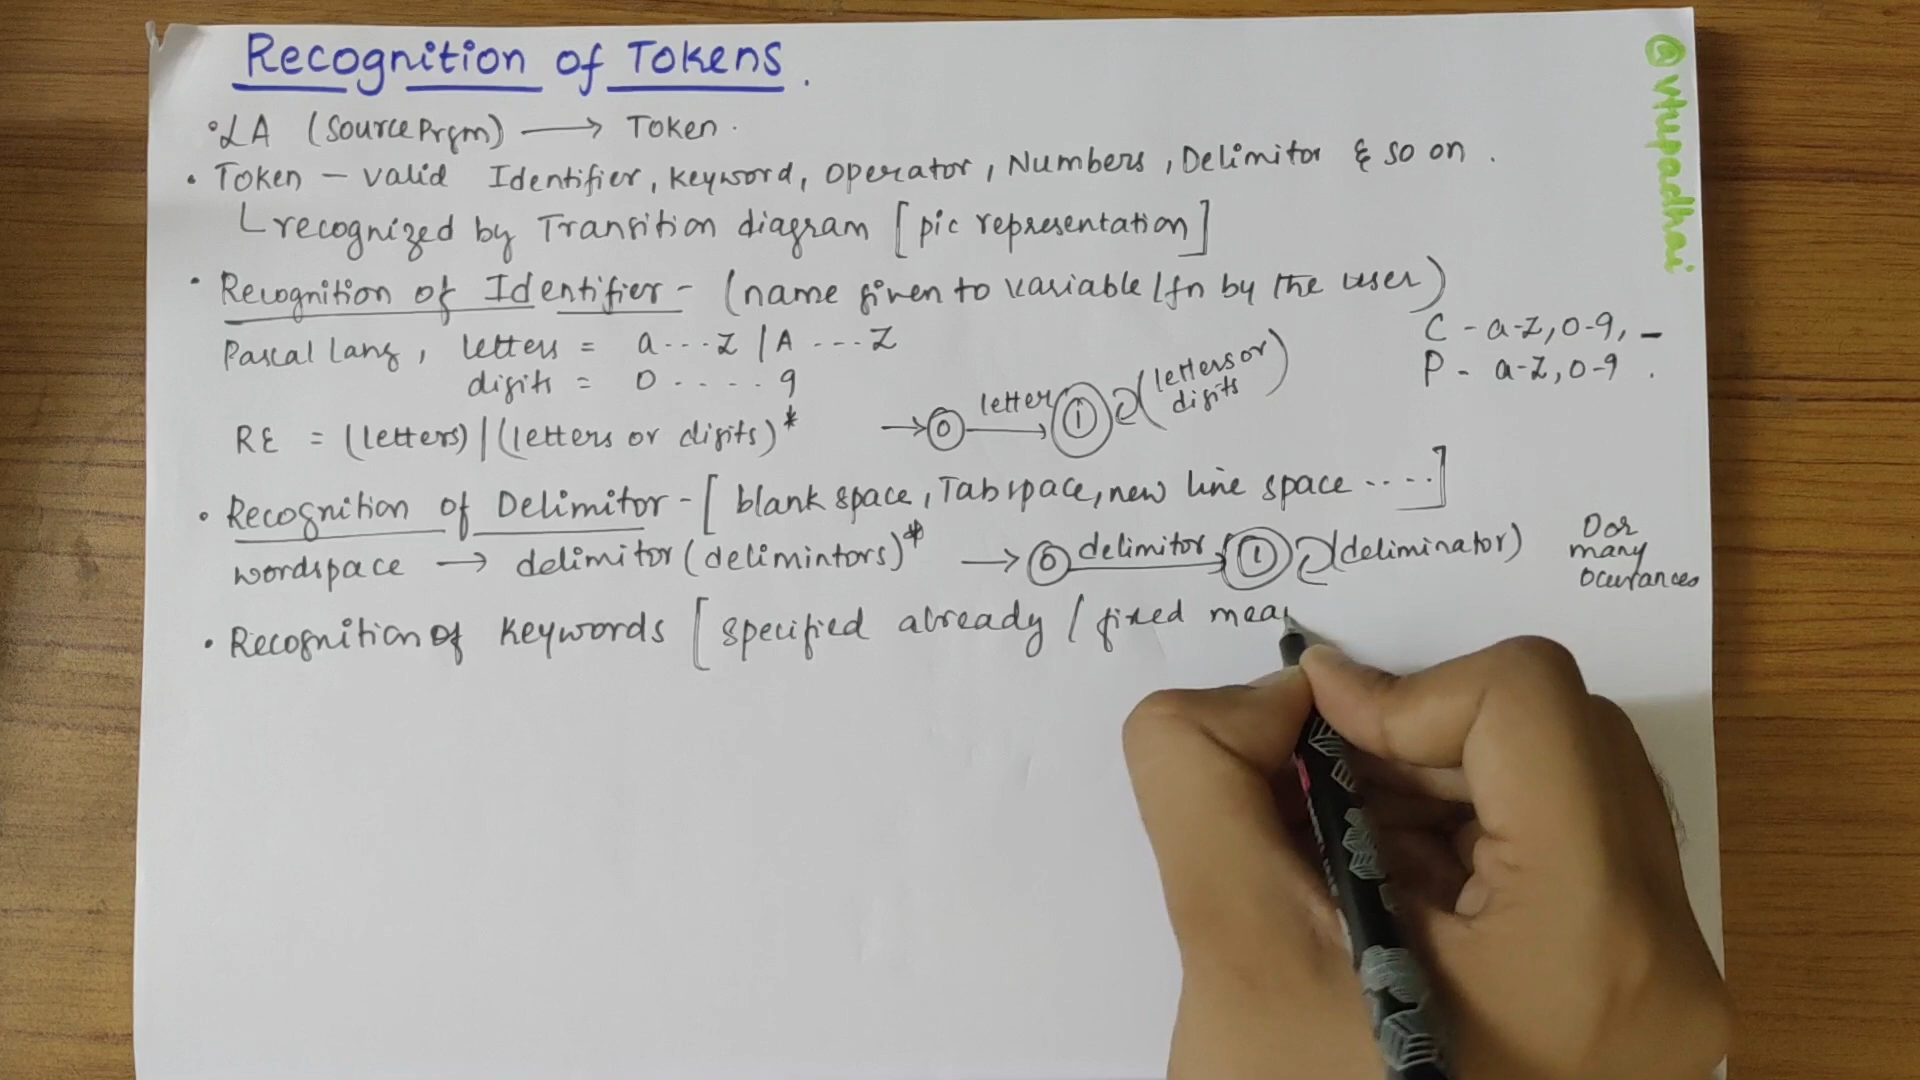 Recognition of Tokens.
LA (Source Prgm) → Token.
• Token - valid Identifier, Keyword, Operator, Numbers, Delimitor & so on.
recognized by Transition diagram [pic representation]
• Recognition of Identifier - (name given to variable/fn by the user)
Pascal Lang, letters = a...z | A...Z
digits = 0.....9
C - a-z, 0-9, _
P - a-z, 0-9.
RE = (letters)|(letters or digits)*
→ 0 letter → 1 (letters or digits)
• Recognition of Delimitor - [blank space, Tab space, new line space ....]
wordspace → delimitor (delimintors)* → 0 delimitor → 1 (deliminator)
0 or
many
ocurances
• Recognition of Keywords [specified already / fixed mean
@vtupadhai